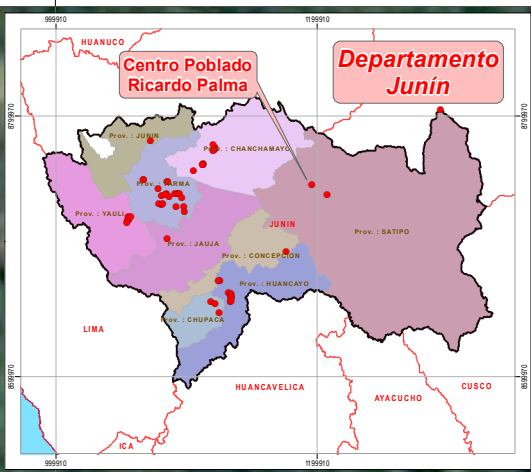 999910
1199910
HUANUCO
Centro Poblado
Ricardo Palma
Departamento
Junín
8799970
8799970
Prov. : JUNIN
Prov. : CHANCHAMAYO
Prov. : TARMA
Prov. : YAULI
JUNIN
Prov. : SATIPO
Prov. : JAUJA
Prov. : CONCEPCION
Prov. : HUANCAYO
Prov. : CHUPACA
LIMA
8599970
8599970
HUANCAVELICA
CUSCO
AYACUCHO
ICA
999910
1199910